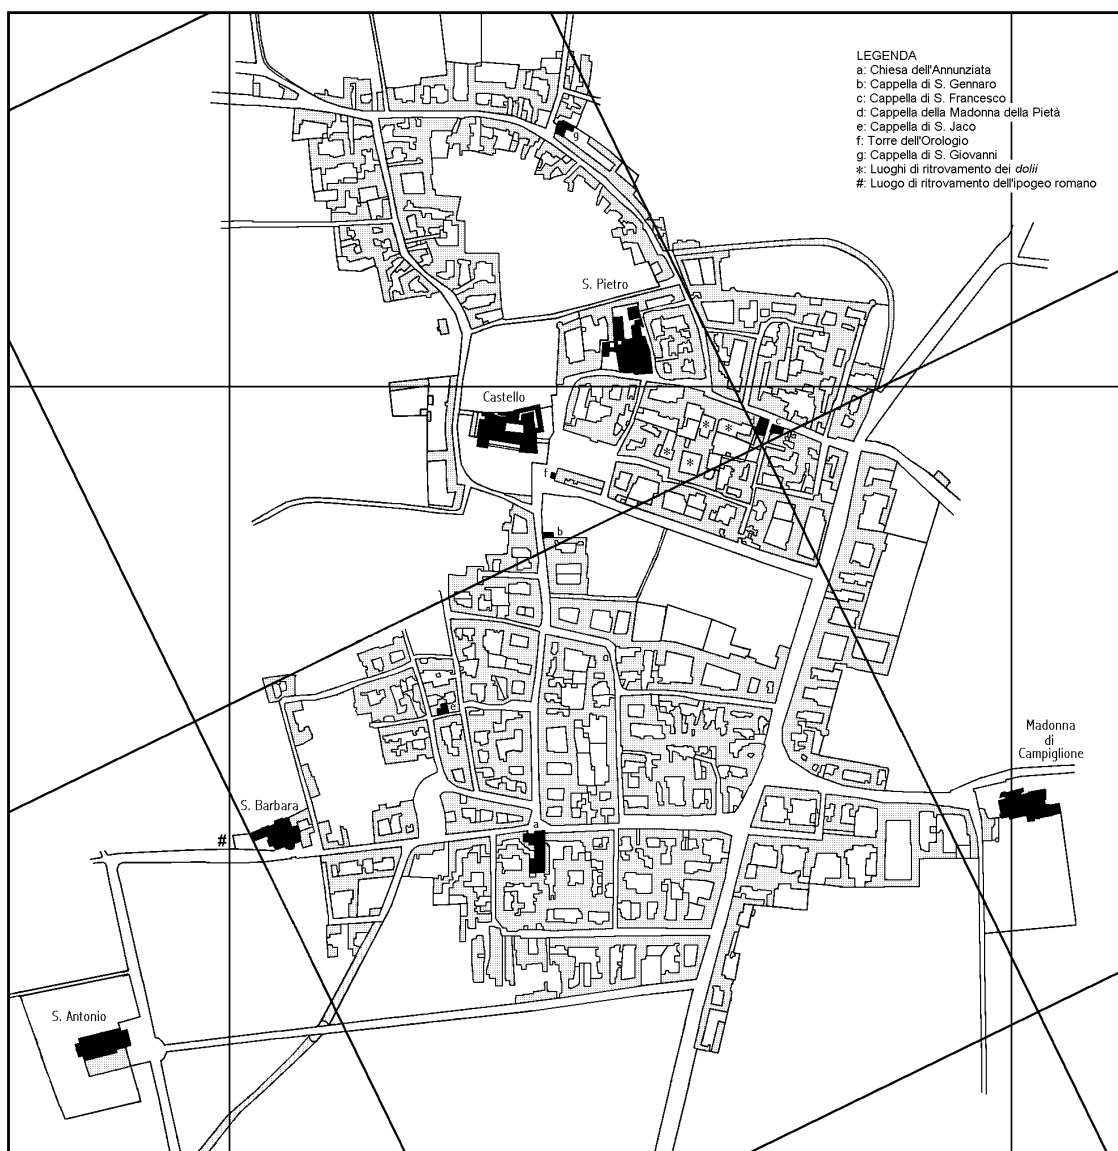 LEGENDA
a: Chiesa dell'Annunziata
b: Cappella di S. Gennaro
c: Cappella di S. Francesco
d: Cappella della Madonna della Pietà
e: Cappella di S. Jaco
f: Torre dell'Orologio
g: Cappella di S. Giovanni
*: Luoghi di ritrovamento dei dolii
#: Luogo di ritrovamento dell'ipogeo romano
g
S. Pietro
Castello
c
*
*
*
*
f
b
e
Madonna
di
Campiglione
S. Barbara
a
#
S. Antonio